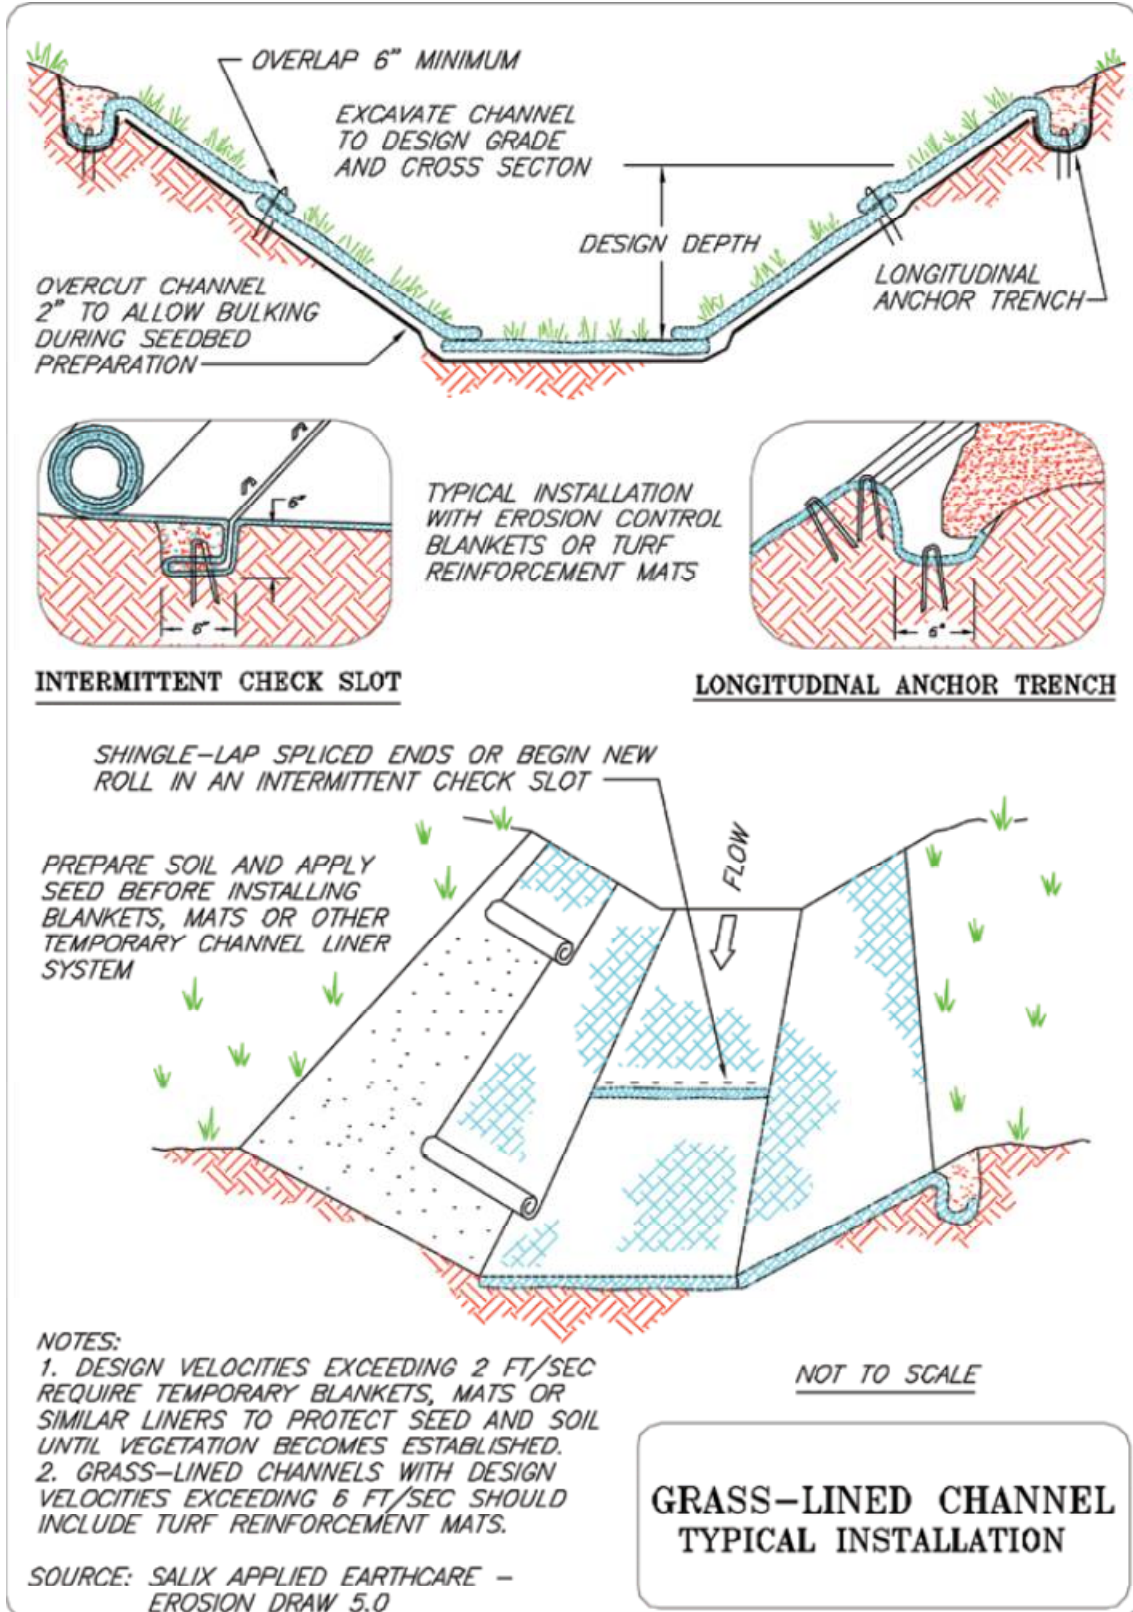 OVERLAP 6" MINIMUM
EXCAVATE CHANNEL
TO DESIGN GRADE
AND CROSS SECTON
DESIGN DEPTH
OVERCUT CHANNEL
2" TO ALLOW BULKING
DURING SEEDBED
PREPARATION
LONGITUDINAL
ANCHOR TRENCH
6"
6"
TYPICAL INSTALLATION
WITH EROSION CONTROL
BLANKETS OR TURF
REINFORCEMENT MATS
6"
INTERMITTENT CHECK SLOT
LONGITUDINAL ANCHOR TRENCH
SHINGLE-LAP SPLICED ENDS OR BEGIN NEW
ROLL IN AN INTERMITTENT CHECK SLOT
FLOW
PREPARE SOIL AND APPLY
SEED BEFORE INSTALLING
BLANKETS, MATS OR OTHER
TEMPORARY CHANNEL LINER
SYSTEM
NOTES:
1. DESIGN VELOCITIES EXCEEDING 2 FT/SEC
REQUIRE TEMPORARY BLANKETS, MATS OR
SIMILAR LINERS TO PROTECT SEED AND SOIL
UNTIL VEGETATION BECOMES ESTABLISHED.
2. GRASS-LINED CHANNELS WITH DESIGN
VELOCITIES EXCEEDING 6 FT/SEC SHOULD
INCLUDE TURF REINFORCEMENT MATS.
NOT TO SCALE
GRASS-LINED CHANNEL
TYPICAL INSTALLATION
SOURCE: SALIX APPLIED EARTHCARE -
EROSION DRAW 5.0